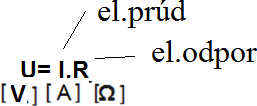 el.prúd
el.odpor
U= I.R
[V] [A] [Ω]